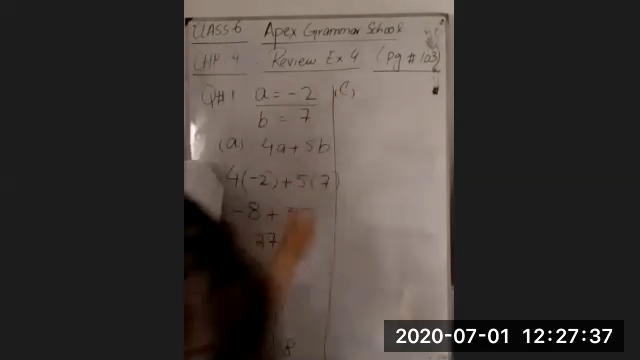 CLASS 6 Apex Grammar School
CHP. 4. Review Ex 4 (Pg # 103)
Q#1 a = -2 (C)
b = 7
(a) 4a + 5b
4(-2) + 5(7)
-8 +
27
2020-07-01 12:27:37